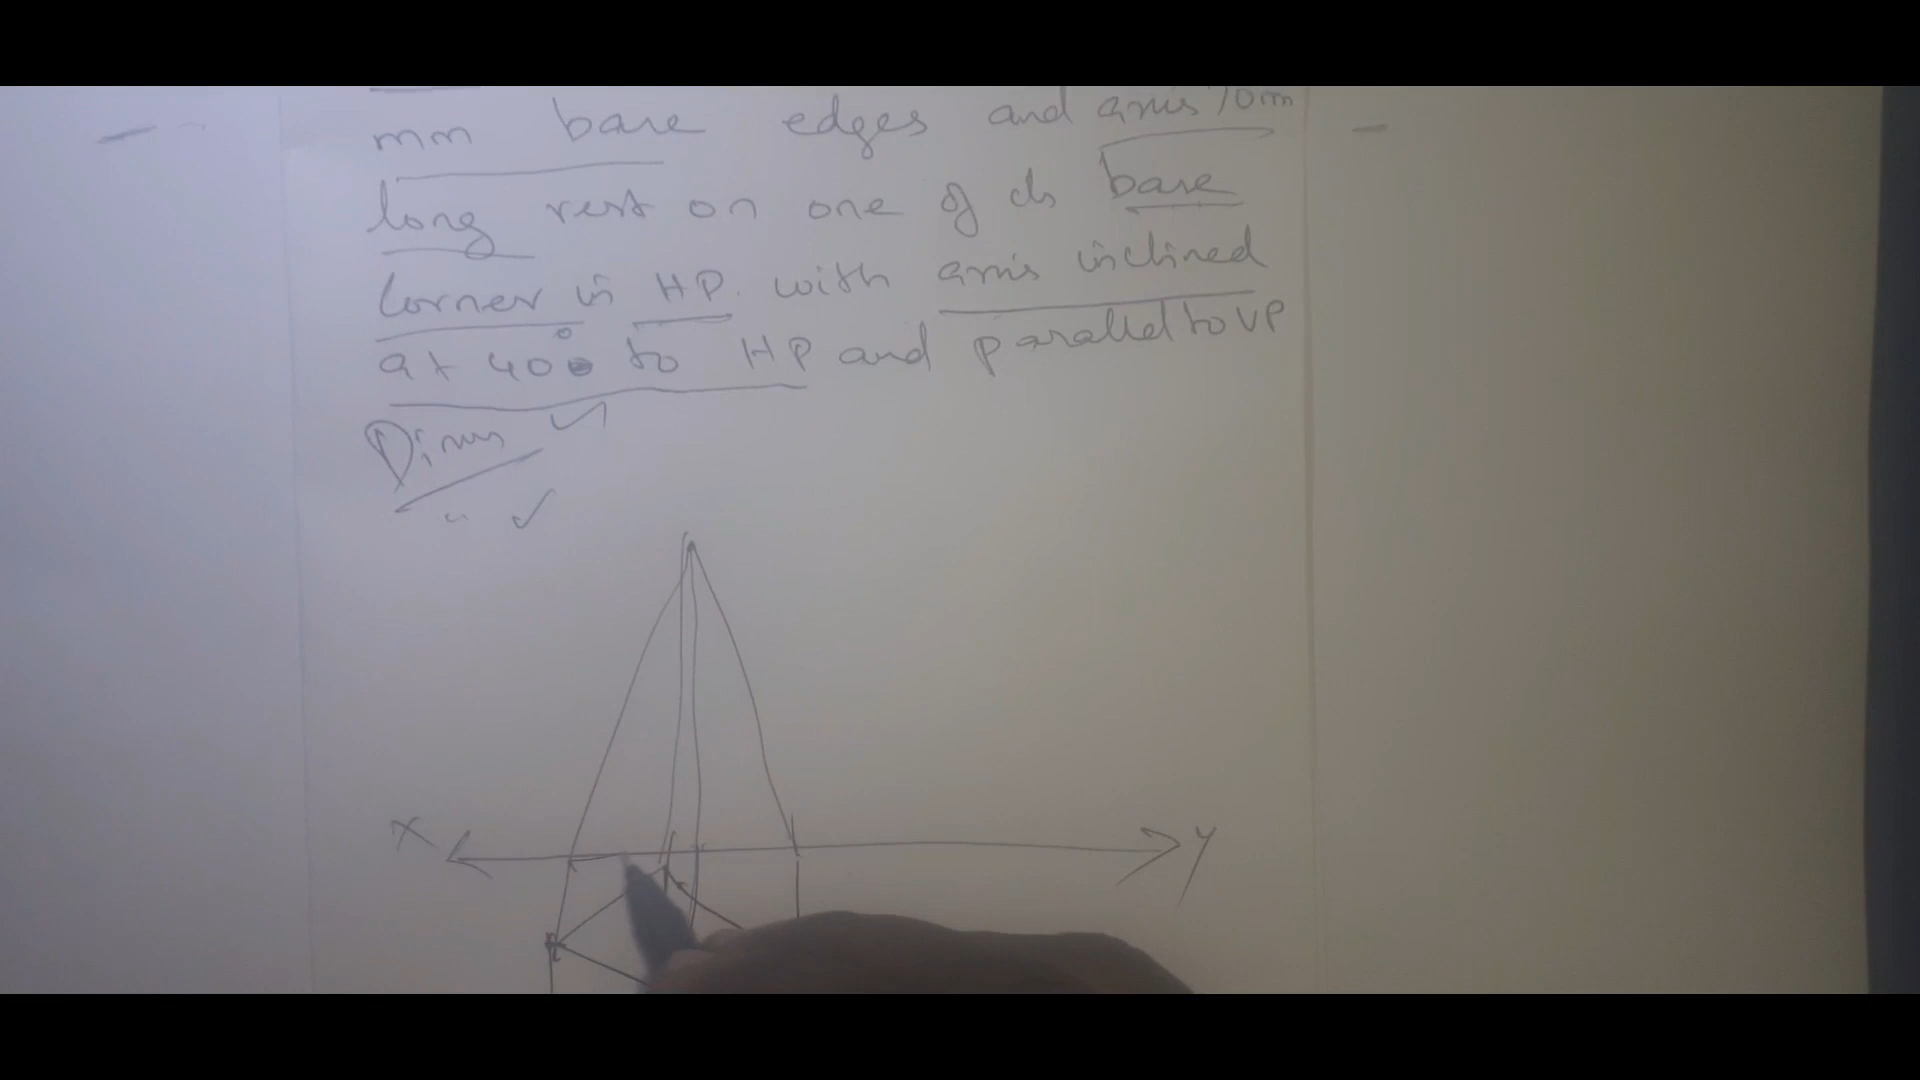 mm base edges and axis 70m
long rest on one of its base
corner in HP. with axis inclined
at 40° to HP and parallel to VP
X Y